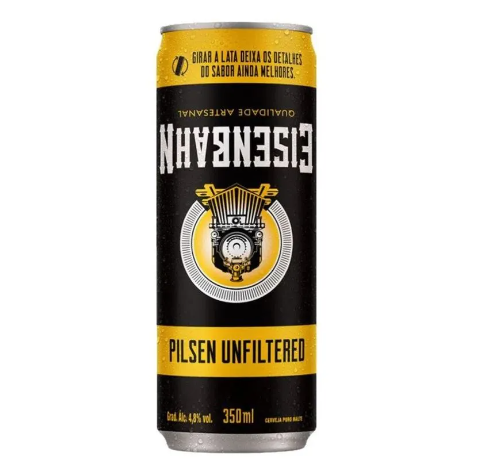 GIRAR A LATA DEIXA OS DETALHES
DO SABOR AINDA MELHORES.
QUALIDADE ARTESANAL
EISENBAHN
PILSEN UNFILTERED
Grad. Alc. 4,8% vol. 350ml CERVEJA PURO MALTE